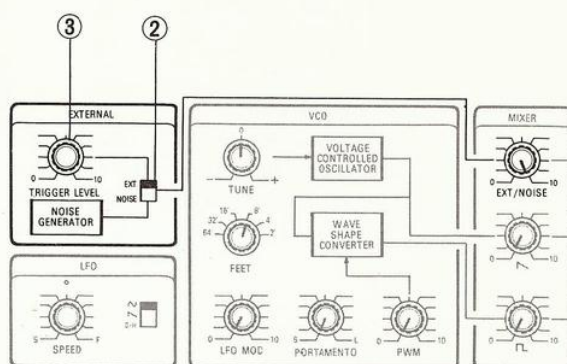 ③ ②
EXTERNAL
0 10
TRIGGER LEVEL
EXT
NOISE
NOISE
GENERATOR
LFO
S F
SPEED
S/H
VCO
0
- +
TUNE
VOLTAGE
CONTROLLED
OSCILLATOR
16' 8'
32' 4'
64' 2'
FEET
WAVE
SHAPE
CONVERTER
0 10
LFO MOD
S L
PORTAMENTO
0 10
PWM
MIXER
0 10
EXT/NOISE
0 10
0 10